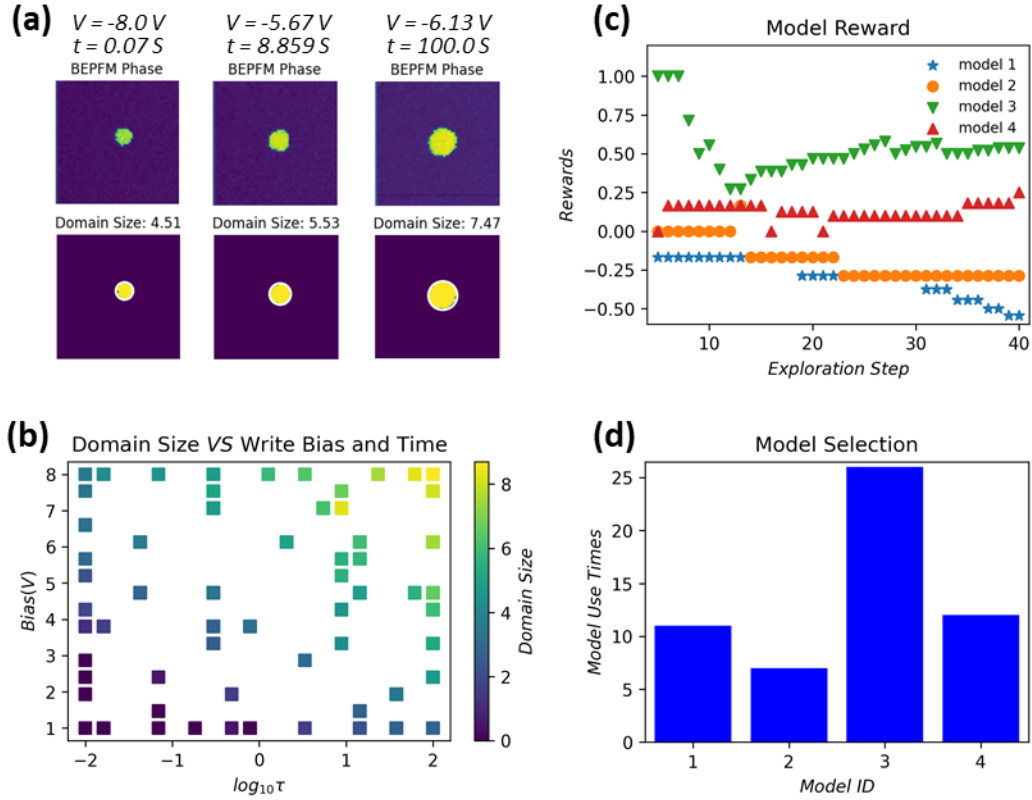 (a)
V = -8.0 V
t = 0.07 S
BEPFM Phase
V = -5.67 V
t = 8.859 S
BEPFM Phase
V = -6.13 V
t = 100.0 S
BEPFM Phase
Domain Size: 4.51
Domain Size: 5.53
Domain Size: 7.47
(c)
Model Reward
model 1
model 2
model 3
model 4
Rewards
1.00
0.75
0.50
0.25
0.00
−0.25
−0.50
10
20
30
40
Exploration Step
(b)
Domain Size VS Write Bias and Time
Bias(V)
8
7
6
5
4
3
2
1
−2
−1
0
1
2
log10τ
8
6
4
2
0
Domain Size
(d)
Model Selection
Model Use Times
25
20
15
10
5
0
1
2
3
4
Model ID